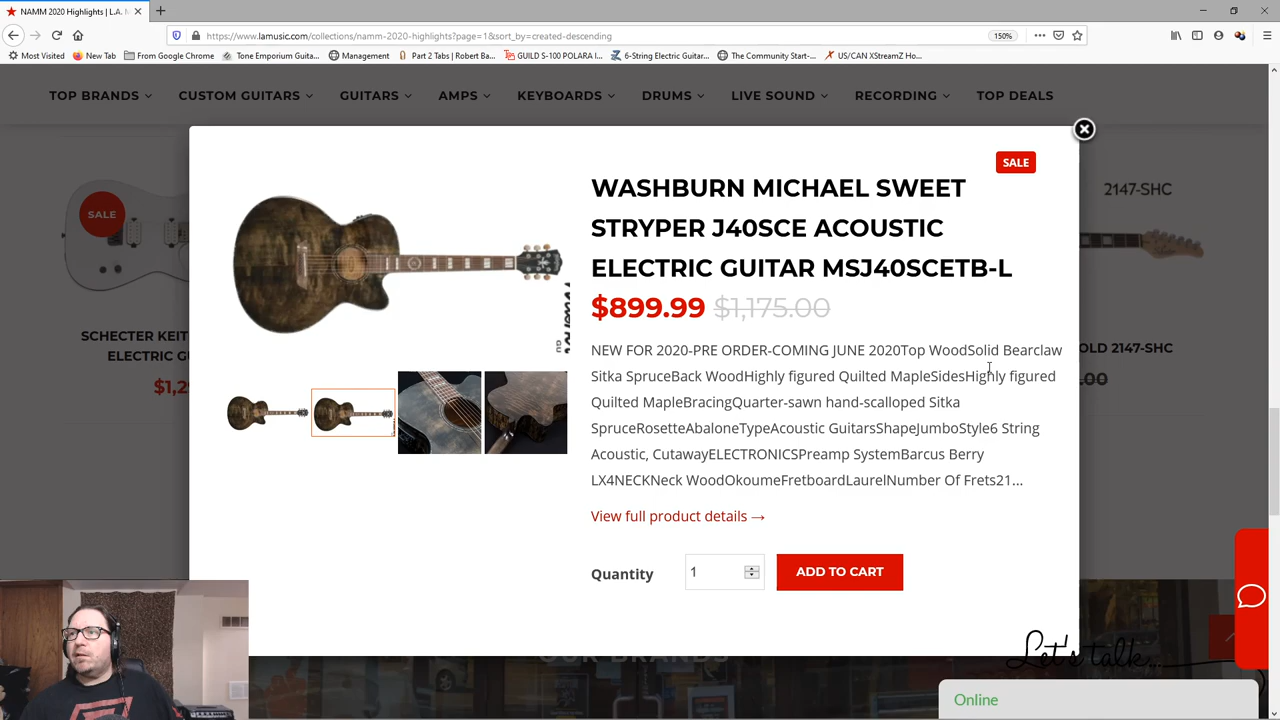 NAMM 2020 Highlights | L.A. M
https://www.lamusic.com/collections/namm-2020-highlights?page=1&sort_by=created-descending
150%
Most Visited New Tab From Google Chrome Tone Emporium Guita... Management Part 2 Tabs | Robert Ba... GUILD S-100 POLARA I... 6-String Electric Guitar... The Community Start-... US/CAN XStreamZ Ho...
TOP BRANDS CUSTOM GUITARS GUITARS AMPS KEYBOARDS DRUMS LIVE SOUND RECORDING TOP DEALS
SALE
2147-SHC
SALE
SCHECTER KEIT
ELECTRIC G
$1,2
WASHBURN MICHAEL SWEET
STRYPER J40SCE ACOUSTIC
ELECTRIC GUITAR MSJ40SCETB-L
$899.99 $1,175.00
NEW FOR 2020-PRE ORDER-COMING JUNE 2020Top WoodSolid Bearclaw
Sitka SpruceBack WoodHighly figured Quilted MapleSidesHighly figured
Quilted MapleBracingQuarter-sawn hand-scalloped Sitka
SpruceRosetteAbaloneTypeAcoustic GuitarsShapeJumboStyle6 String
Acoustic, CutawayELECTRONICSPreamp SystemBarcus Berry
LX4NECKNeck WoodOkoumeFretboardLaurelNumber Of Frets21...
View full product details →
Quantity 1 ADD TO CART
OLD 2147-SHC
.00
OUR BRANDS
Let's talk...
Online